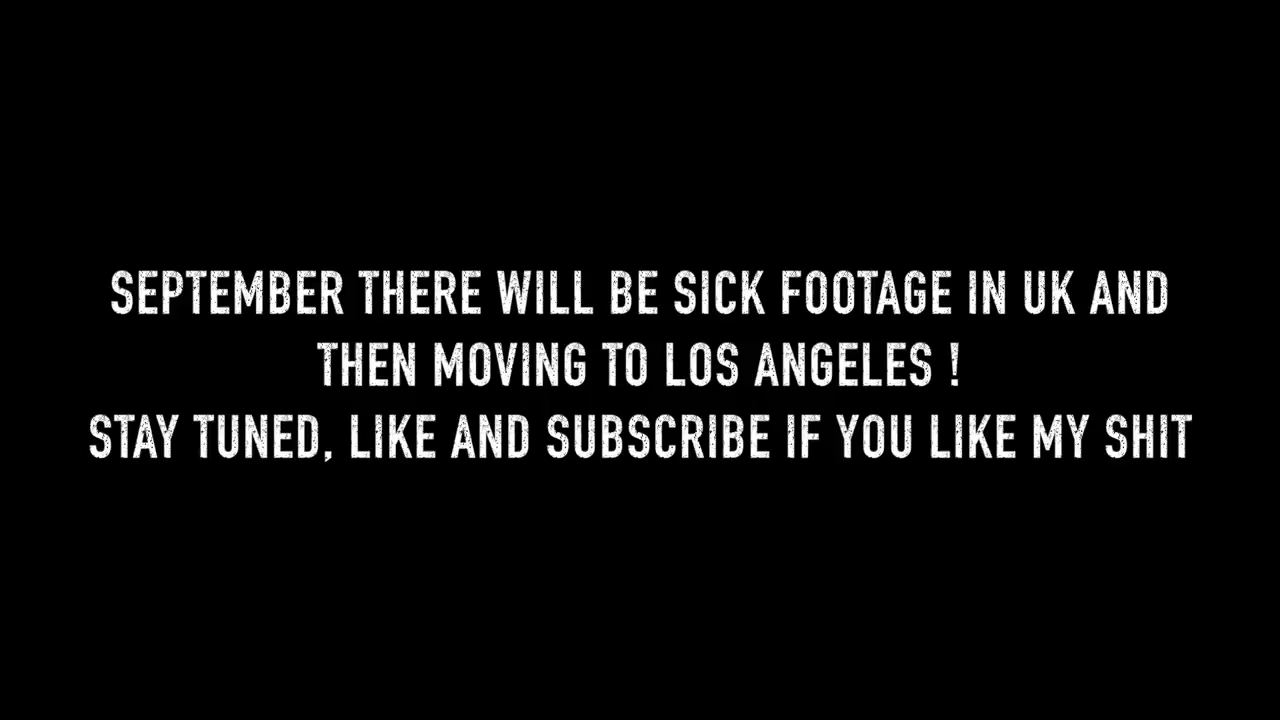 SEPTEMBER THERE WILL BE SICK FOOTAGE IN UK AND
THEN MOVING TO LOS ANGELES !
STAY TUNED, LIKE AND SUBSCRIBE IF YOU LIKE MY SHIT